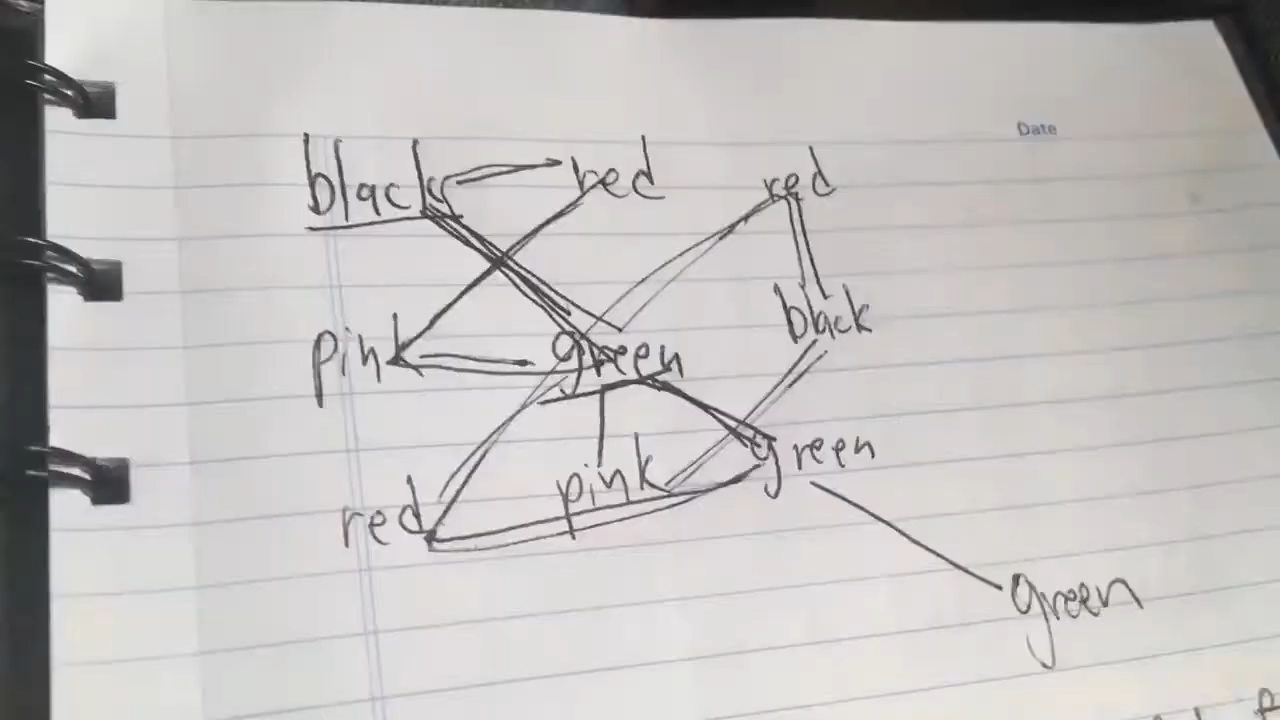 Date
black red red
black
pink green
green
red pink
green